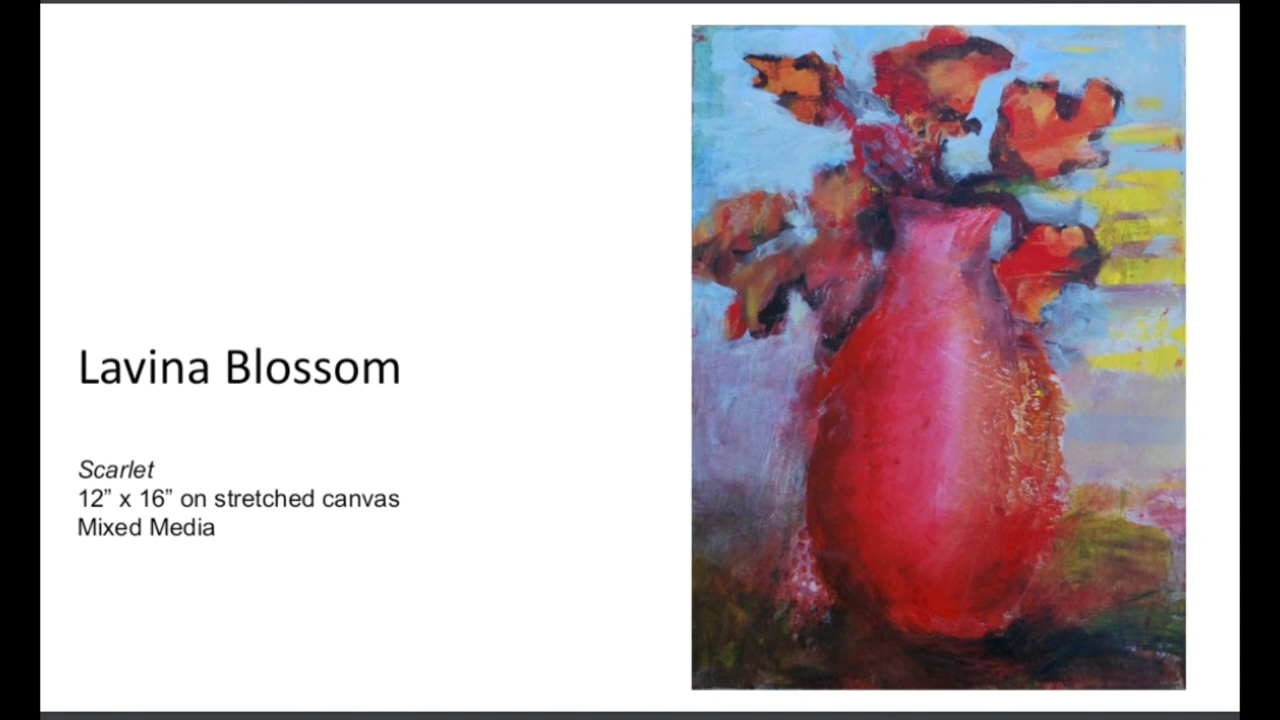 Lavina Blossom
Scarlet
12” x 16” on stretched canvas
Mixed Media